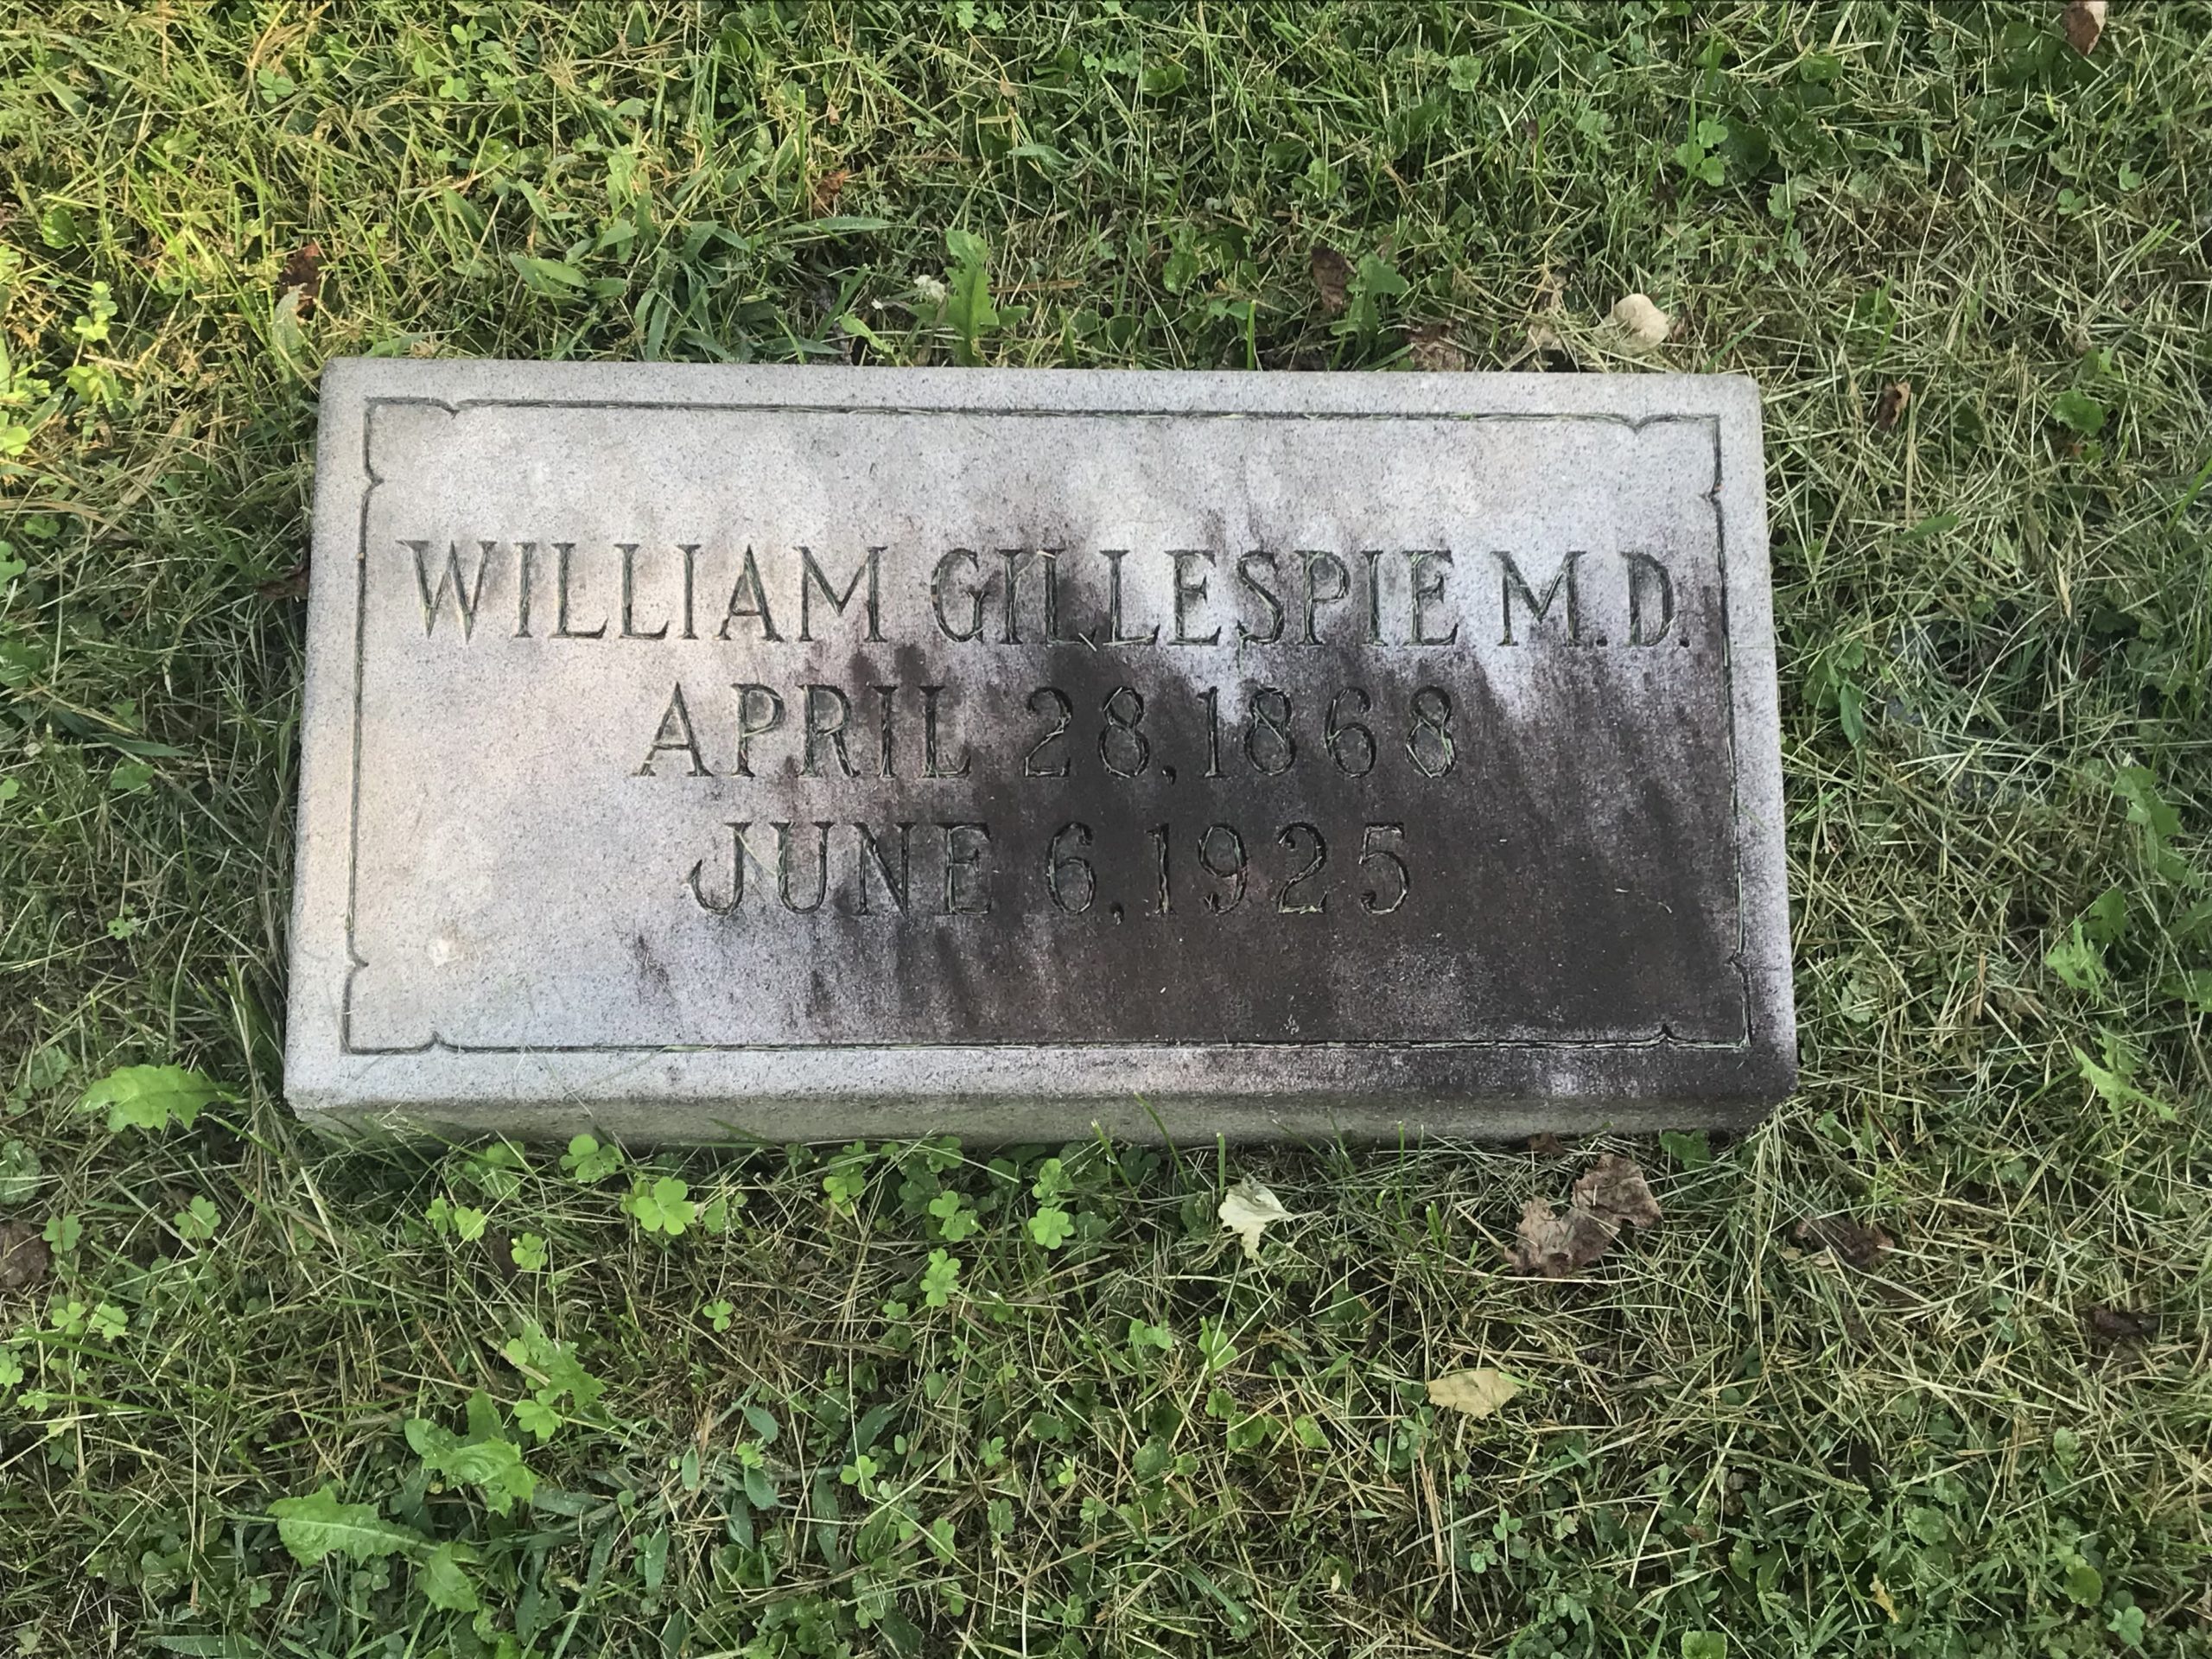 WILLIAM GILLESPIE M.D.
APRIL 28,1868
JUNE 6,1925